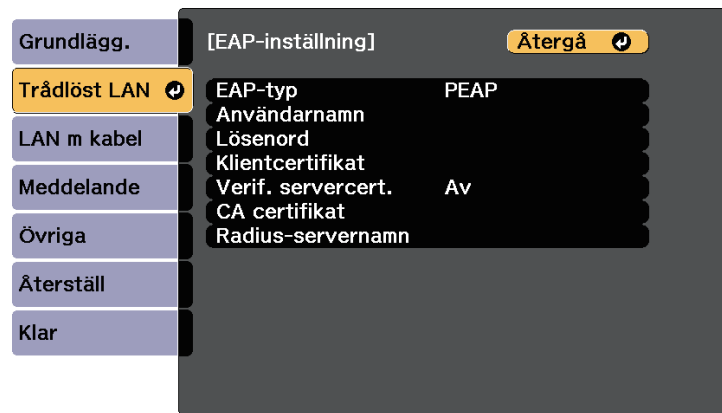 Grundlägg.
Trådlöst LAN
LAN m kabel
Meddelande
Övriga
Återställ
Klar
[EAP-inställning]
Återgå
EAP-typ PEAP
Användarnamn
Lösenord
Klientcertifikat
Verif. servercert. Av
CA certifikat
Radius-servernamn